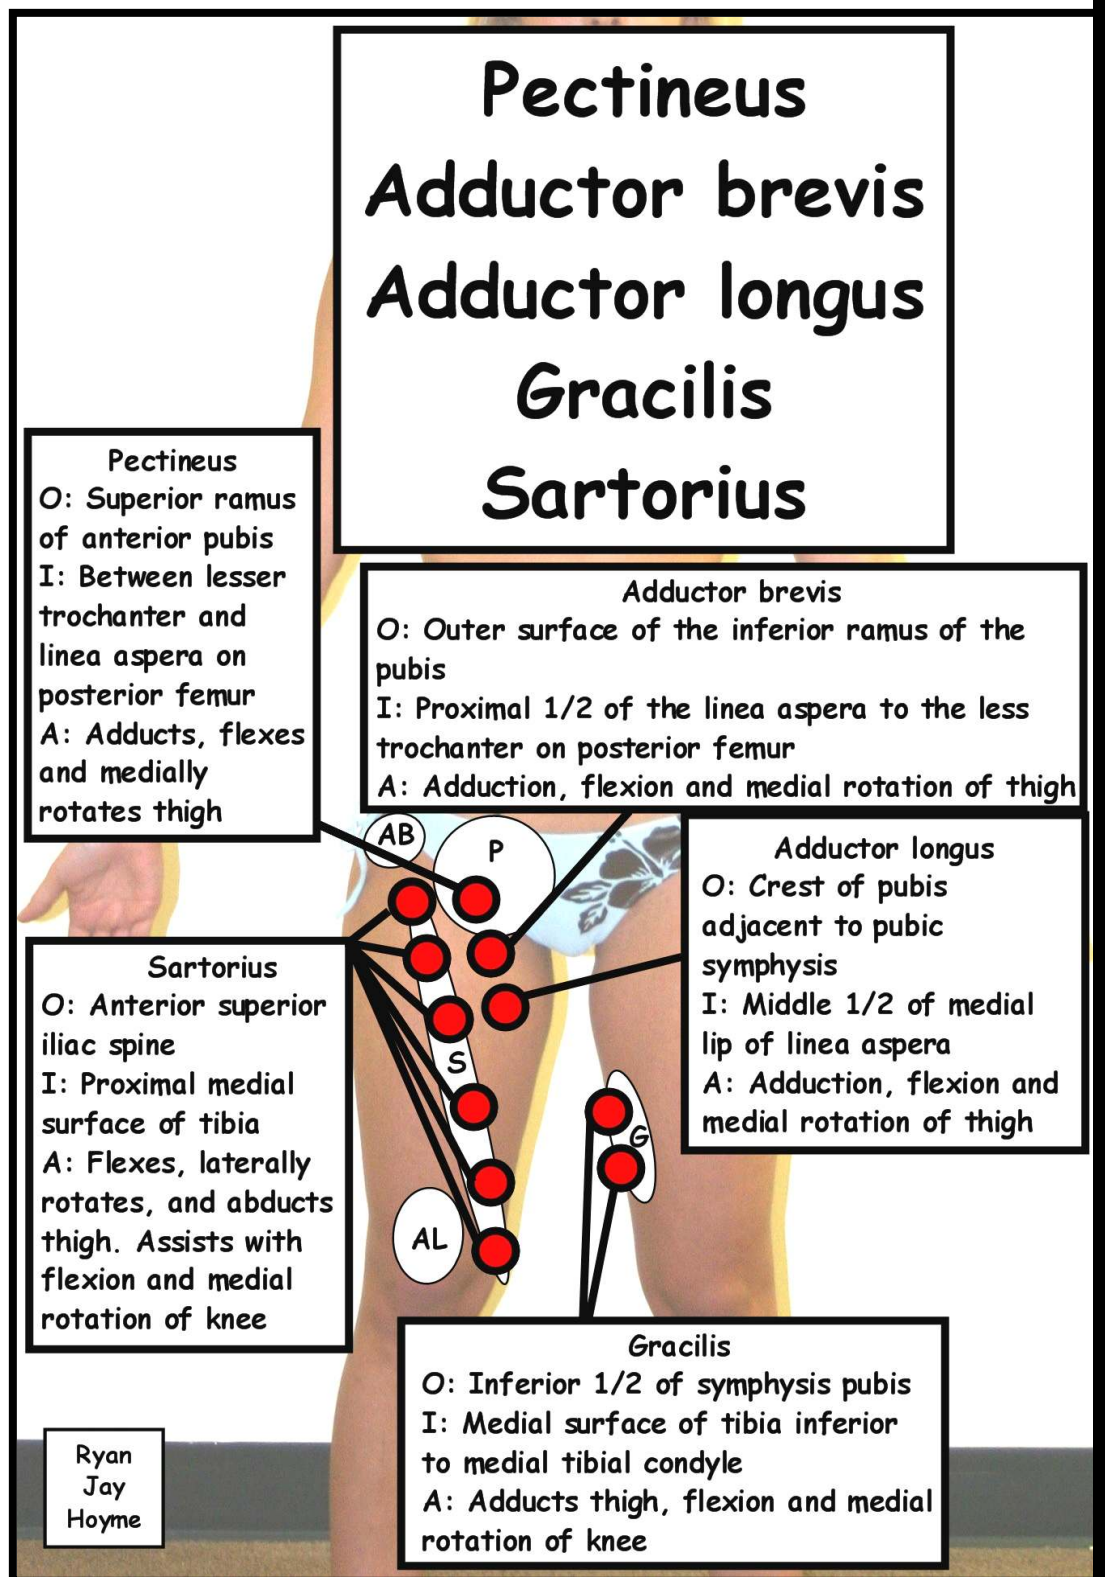 Pectineus
Adductor brevis
Adductor longus
Gracilis
Sartorius
Pectineus
O: Superior ramus
of anterior pubis
I: Between lesser
trochanter and
linea aspera on
posterior femur
A: Adducts, flexes
and medially
rotates thigh
Adductor brevis
O: Outer surface of the inferior ramus of the
pubis
I: Proximal 1/2 of the linea aspera to the less
trochanter on posterior femur
A: Adduction, flexion and medial rotation of thigh
AB
P
Adductor longus
O: Crest of pubis
adjacent to pubic
symphysis
I: Middle 1/2 of medial
lip of linea aspera
A: Adduction, flexion and
medial rotation of thigh
Sartorius
O: Anterior superior
iliac spine
I: Proximal medial
surface of tibia
A: Flexes, laterally
rotates, and abducts
thigh. Assists with
flexion and medial
rotation of knee
S
G
AL
Gracilis
O: Inferior 1/2 of symphysis pubis
I: Medial surface of tibia inferior
to medial tibial condyle
A: Adducts thigh, flexion and medial
rotation of knee
Ryan
Jay
Hoyme